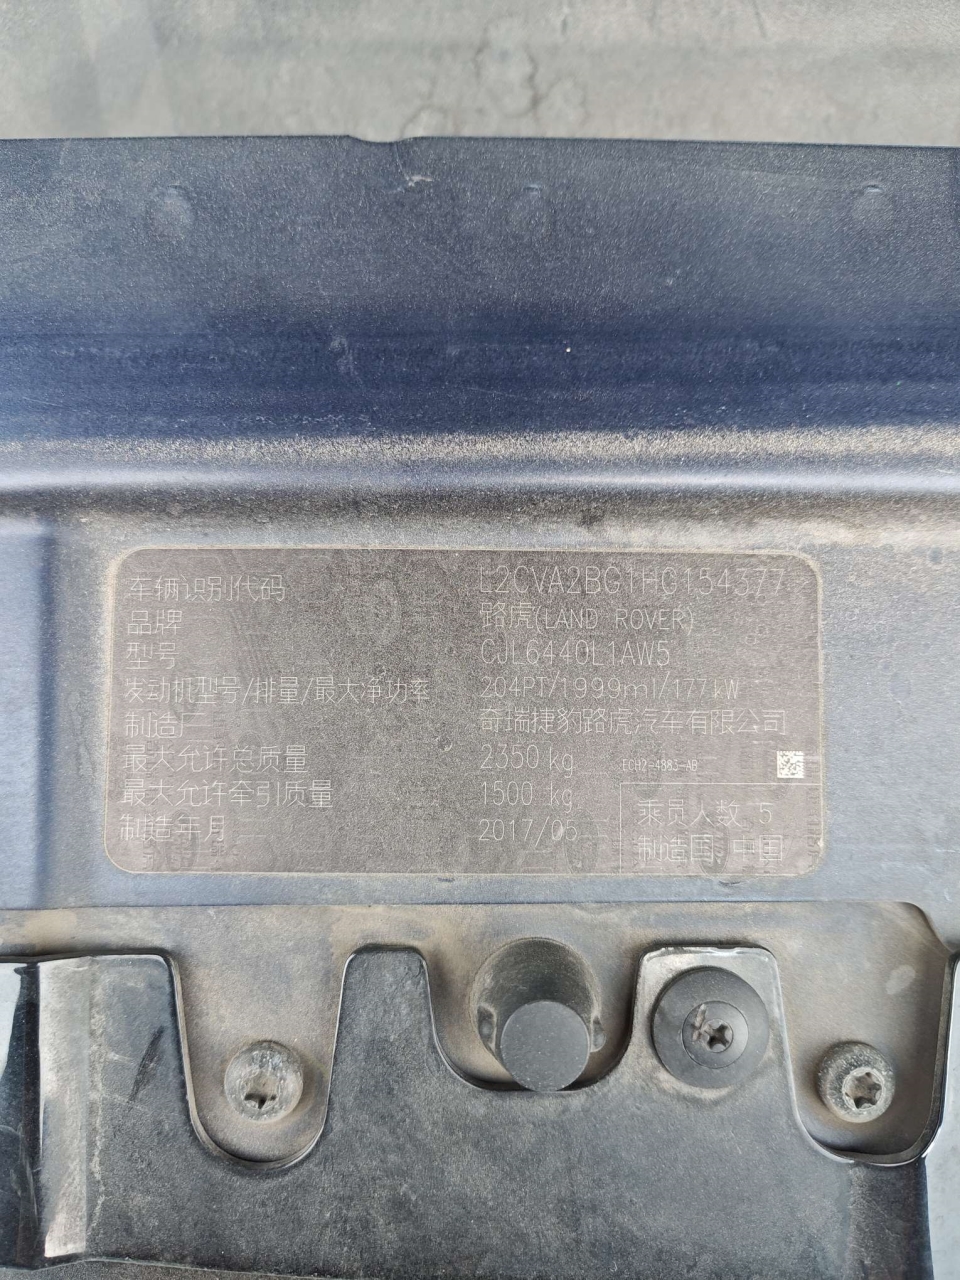 车辆识别代码 L2CVA2BG1HG154377
品牌 路虎(LAND ROVER)
型号 CJL6440L1AW5
发动机型号/排量/最大净功率 204PT/1999ml/177kW
制造厂 奇瑞捷豹路虎汽车有限公司
最大允许总质量 2350 kg
ECH2-4883-AB
最大允许牵引质量 1500 kg
乘员人数 5
制造年月 2017/06
制造国 中国